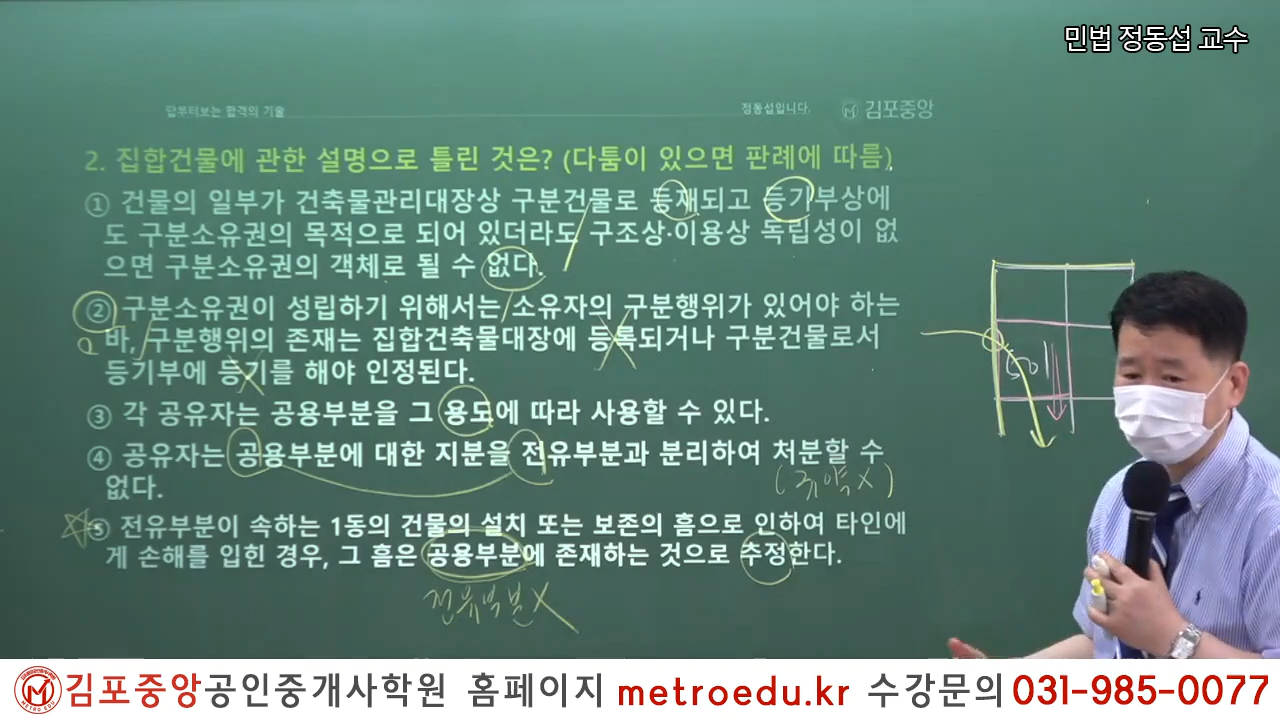 민법 정동섭 교수
답부터보는 합격의 기술
정동섭입니다. 김포중앙
2. 집합건물에 관한 설명으로 틀린 것은? (다툼이 있으면 판례에 따름)
① 건물의 일부가 건축물관리대장상 구분건물로 등재되고 등기부상에
도 구분소유권의 목적으로 되어 있더라도 구조상·이용상 독립성이 없
으면 구분소유권의 객체로 될 수 없다.
② 구분소유권이 성립하기 위해서는 소유자의 구분행위가 있어야 하는
바, 구분행위의 존재는 집합건축물대장에 등록되거나 구분건물로서
등기부에 등기를 해야 인정된다.
③ 각 공유자는 공용부분을 그 용도에 따라 사용할 수 있다.
④ 공유자는 공용부분에 대한 지분을 전유부분과 분리하여 처분할 수
없다.
(규약X)
⑤ 전유부분이 속하는 1동의 건물의 설치 또는 보존의 흠으로 인하여 타인에
게 손해를 입힌 경우, 그 흠은 공용부분에 존재하는 것으로 추정한다.
전유부분X
501
METRO EDU
김포중앙공인중개사학원 홈페이지 metroedu.kr 수강문의 031-985-0077